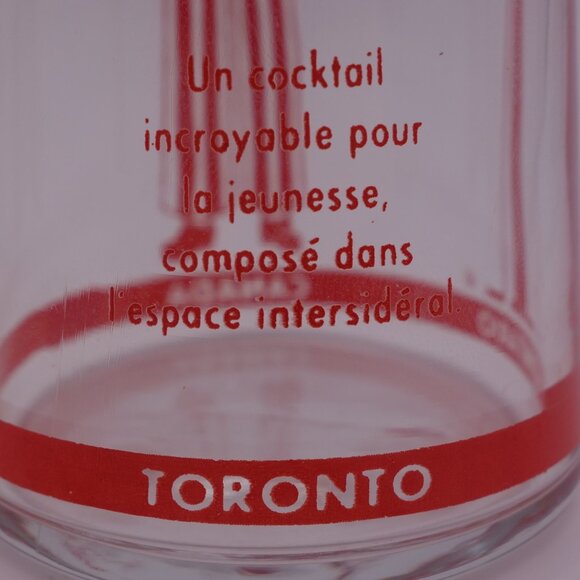 Un cocktail
incroyable pour
la jeunesse,
composé dans
l'espace intersidéral.
TORONTO